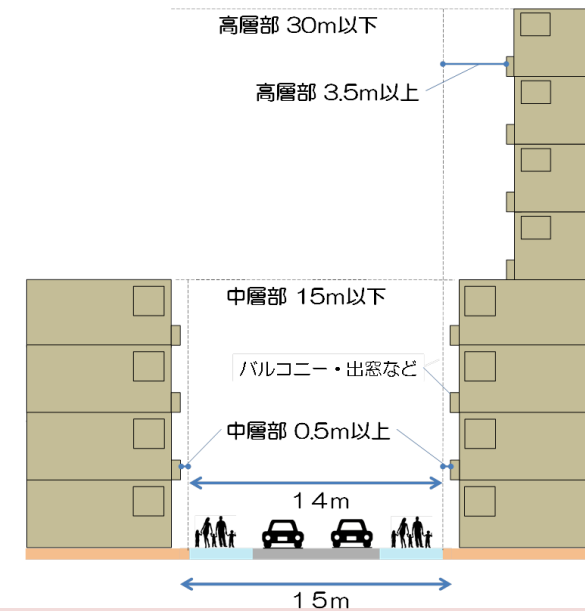 高層部 30m以下
高層部 3.5m以上
中層部 15m以下
バルコニー・出窓など
中層部 0.5m以上
14m
15m